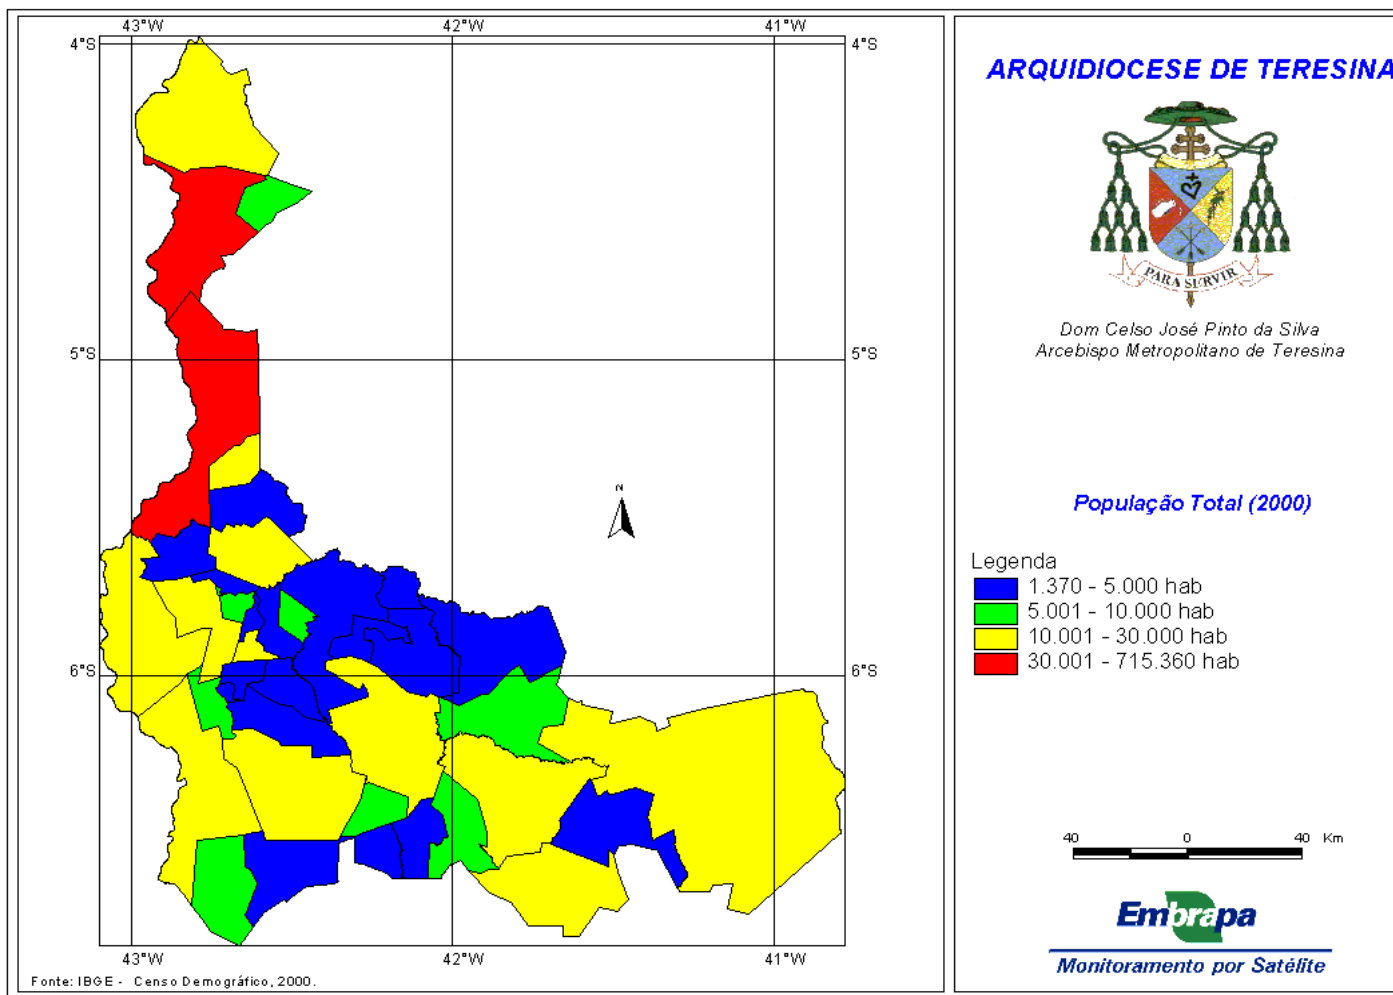 43°W 42°W 41°W
4°S 4°S
5°S 5°S
6°S 6°S
N
43°W 42°W 41°W
Fonte: IBGE - Censo Demográfico, 2000.
ARQUIDIOCESE DE TERESINA
PARA SERVIR
Dom Celso José Pinto da Silva
Arcebispo Metropolitano de Teresina
População Total (2000)
Legenda
1.370 - 5.000 hab
5.001 - 10.000 hab
10.001 - 30.000 hab
30.001 - 715.360 hab
40 0 40 Km
Embrapa
Monitoramento por Satélite